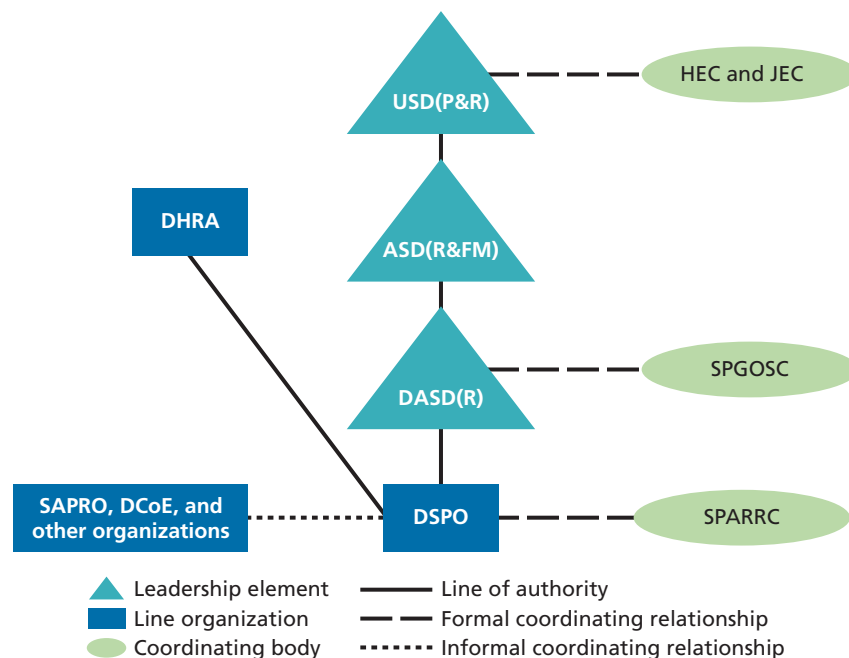 USD(P&R)
HEC and JEC
DHRA
ASD(R&FM)
DASD(R)
SPGOSC
SAPRO, DCoE, and
other organizations
DSPO
SPARRC
Leadership element
Line of authority
Line organization
Formal coordinating relationship
Coordinating body
Informal coordinating relationship